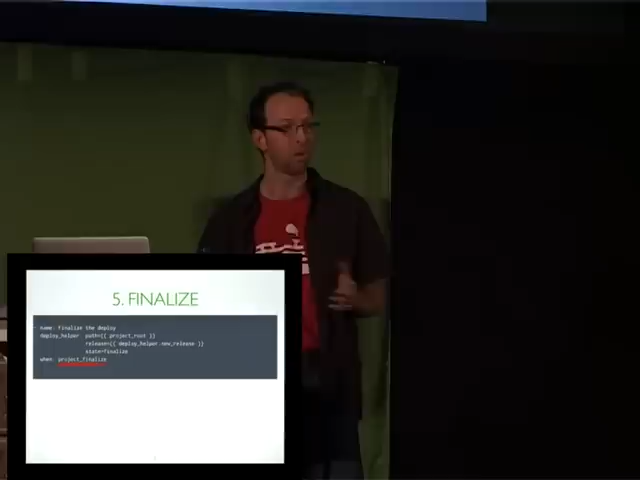 5. FINALIZE
- name: finalize the deploy
deploy_helper: path={{ project_root }}
release={{ deploy_helper.new_release }}
state=finalize
when: project_finalize